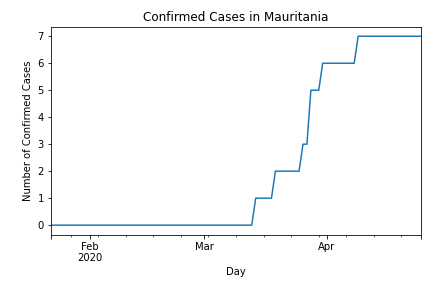 Confirmed Cases in Mauritania
Number of Confirmed Cases
7
6
5
4
3
2
1
0
Feb
2020
Mar
Apr
Day